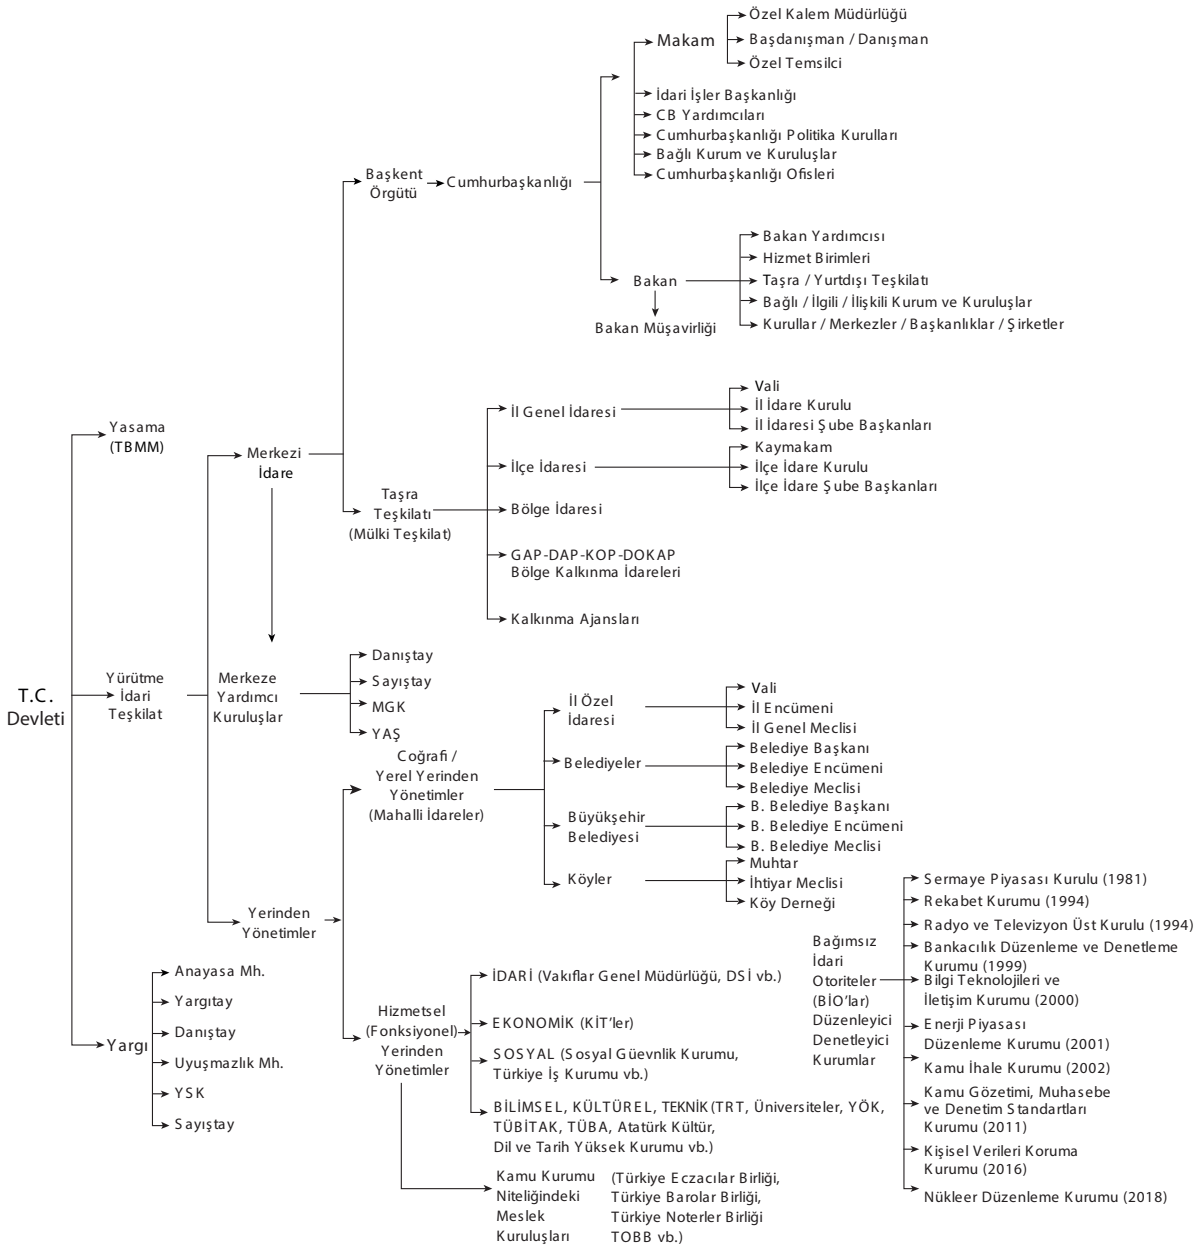 T.C.
Devleti
Yasama
(TBMM)
Yürütme
İdari
Teşkilat
Yargı
Merkezi
İdare
Başkent
Örgütü
Cumhurbaşkanlığı
Makam
Özel Kalem Müdürlüğü
Başdanışman / Danışman
Özel Temsilci
İdari İşler Başkanlığı
CB Yardımcıları
Cumhurbaşkanlığı Politika Kurulları
Bağlı Kurum ve Kuruluşlar
Cumhurbaşkanlığı Ofisleri
Bakan
Bakan Müşavirliği
Bakan Yardımcısı
Hizmet Birimleri
Taşra / Yurtdışı Teşkilatı
Bağlı / İlgili / İlişkili Kurum ve Kuruluşlar
Kurullar / Merkezler / Başkanlıklar / Şirketler
Taşra
Teşkilatı
(Mülki Teşkilat)
İl Genel İdaresi
Vali
İl İdare Kurulu
İl İdaresi Şube Başkanları
İlçe İdaresi
Kaymakam
İlçe İdare Kurulu
İlçe İdare Şube Başkanları
Bölge İdaresi
GAP-DAP-KOP-DOKAP
Bölge Kalkınma İdareleri
Kalkınma Ajansları
Merkeze
Yardımcı
Kuruluşlar
Danıştay
Sayıştay
MGK
YAŞ
Yerinden
Yönetimler
Coğrafi /
Yerel Yerinden
Yönetimler
(Mahalli İdareler)
İl Özel
İdaresi
Vali
İl Encümeni
İl Genel Meclisi
Belediyeler
Belediye Başkanı
Belediye Encümeni
Belediye Meclisi
Büyükşehir
Belediyesi
B. Belediye Başkanı
B. Belediye Encümeni
B. Belediye Meclisi
Köyler
Muhtar
İhtiyar Meclisi
Köy Derneği
Hizmetsel
(Fonksiyonel)
Yerinden
Yönetimler
İDARİ (Vakıflar Genel Müdürlüğü, DSİ vb.)
EKONOMİK (KİT'ler)
SOSYAL (Sosyal Güevnlik Kurumu,
Türkiye İş Kurumu vb.)
BİLİMSEL, KÜLTÜREL, TEKNİK (TRT, Üniversiteler, YÖK,
TÜBİTAK, TÜBA, Atatürk Kültür,
Dil ve Tarih Yüksek Kurumu vb.)
Kamu Kurumu
Niteliğindeki
Meslek
Kuruluşları
(Türkiye Eczacılar Birliği,
Türkiye Barolar Birliği,
Türkiye Noterler Birliği
TOBB vb.)
Bağımsız
İdari
Otoriteler
(BİO'lar)
Düzenleyici
Denetleyici
Kurumlar
Sermaye Piyasası Kurulu (1981)
Rekabet Kurumu (1994)
Radyo ve Televizyon Üst Kurulu (1994)
Bankacılık Düzenleme ve Denetleme
Kurumu (1999)
Bilgi Teknolojileri ve
İletişim Kurumu (2000)
Enerji Piyasası
Düzenleme Kurumu (2001)
Kamu İhale Kurumu (2002)
Kamu Gözetimi, Muhasebe
ve Denetim Standartları
Kurumu (2011)
Kişisel Verileri Koruma
Kurumu (2016)
Nükleer Düzenleme Kurumu (2018)
Anayasa Mh.
Yargıtay
Danıştay
Uyuşmazlık Mh.
YSK
Sayıştay